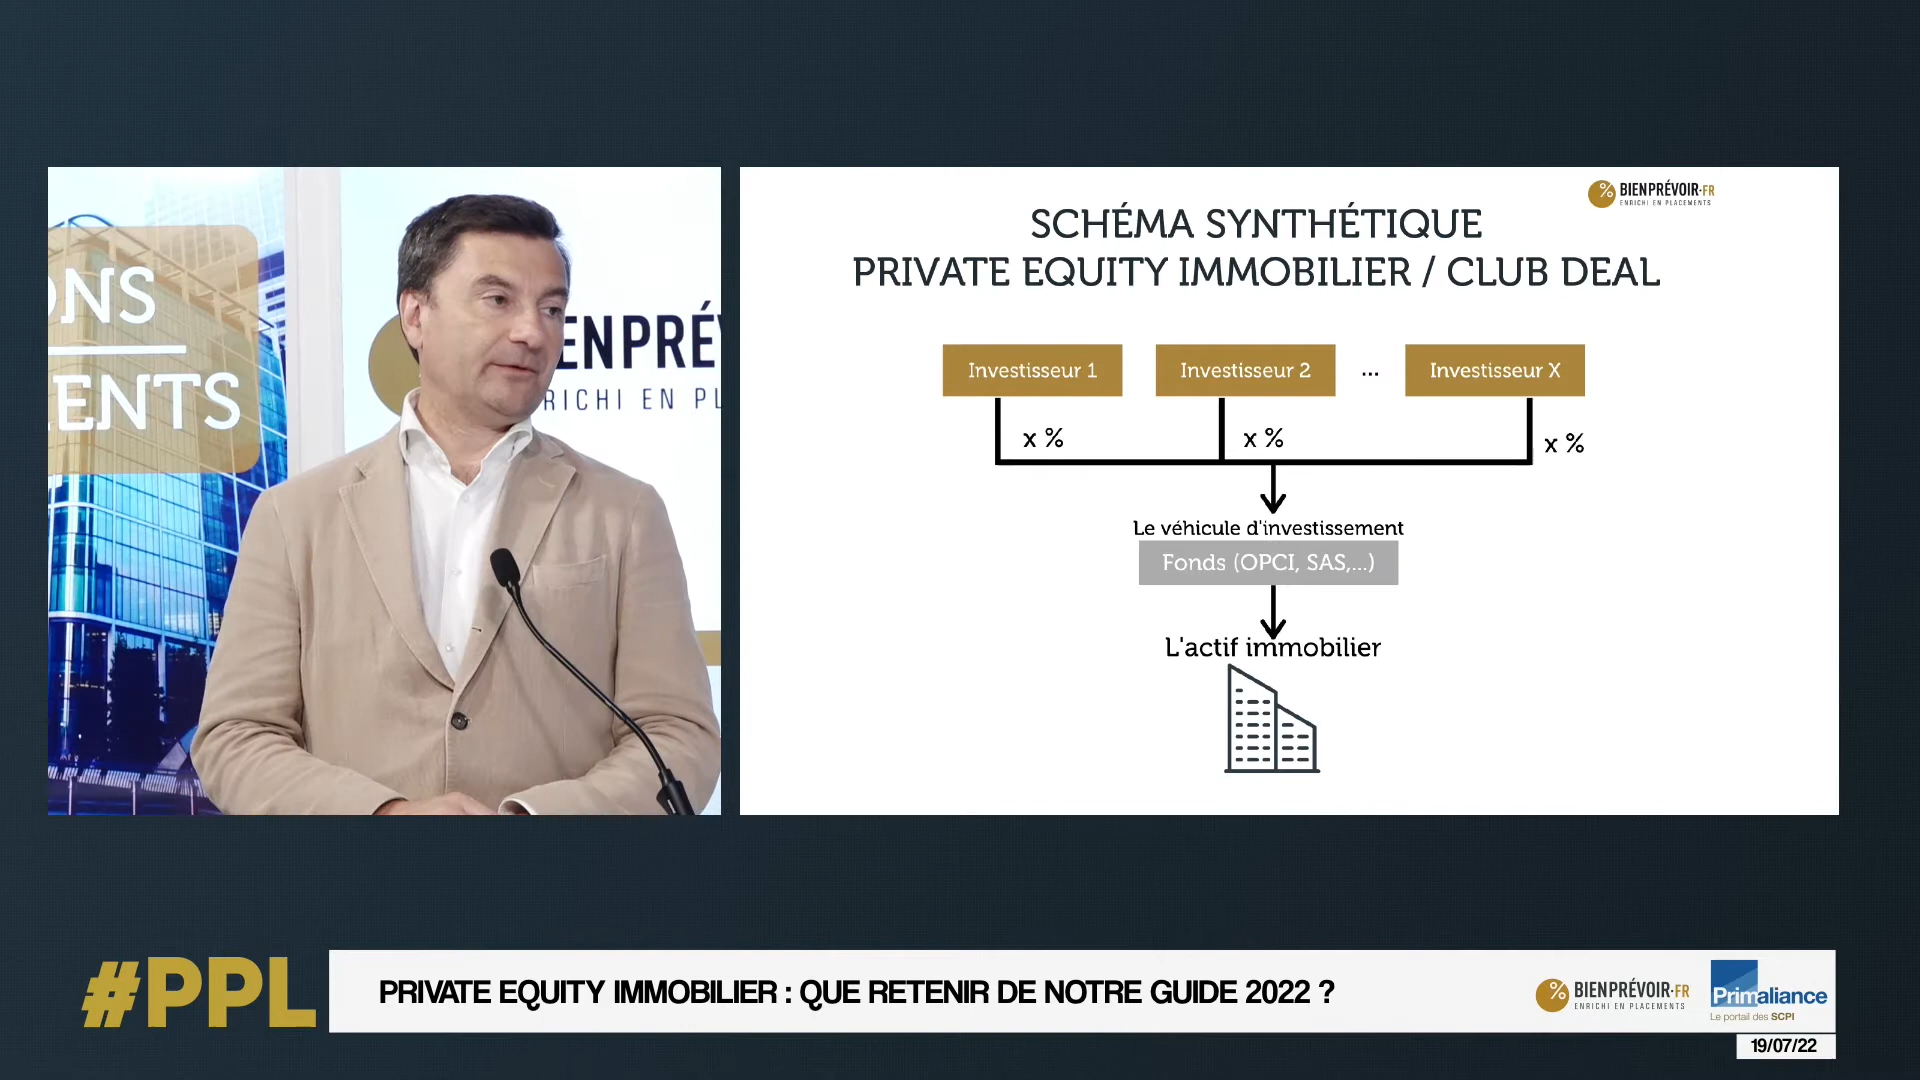 ONS
ENTS
ENPRÉV
RICHI EN PL
BIENPRÉVOIR·FR
ENRICHI EN PLACEMENTS
SCHÉMA SYNTHÉTIQUE
PRIVATE EQUITY IMMOBILIER / CLUB DEAL
Investisseur 1
Investisseur 2
...
Investisseur X
x %
x %
x %
Le véhicule d'investissement
Fonds (OPCI, SAS,...)
L'actif immobilier
#PPL
PRIVATE EQUITY IMMOBILIER : QUE RETENIR DE NOTRE GUIDE 2022 ?
BIENPRÉVOIR·FR
ENRICHI EN PLACEMENTS
Primaliance
Le portail des SCPI
19/07/22